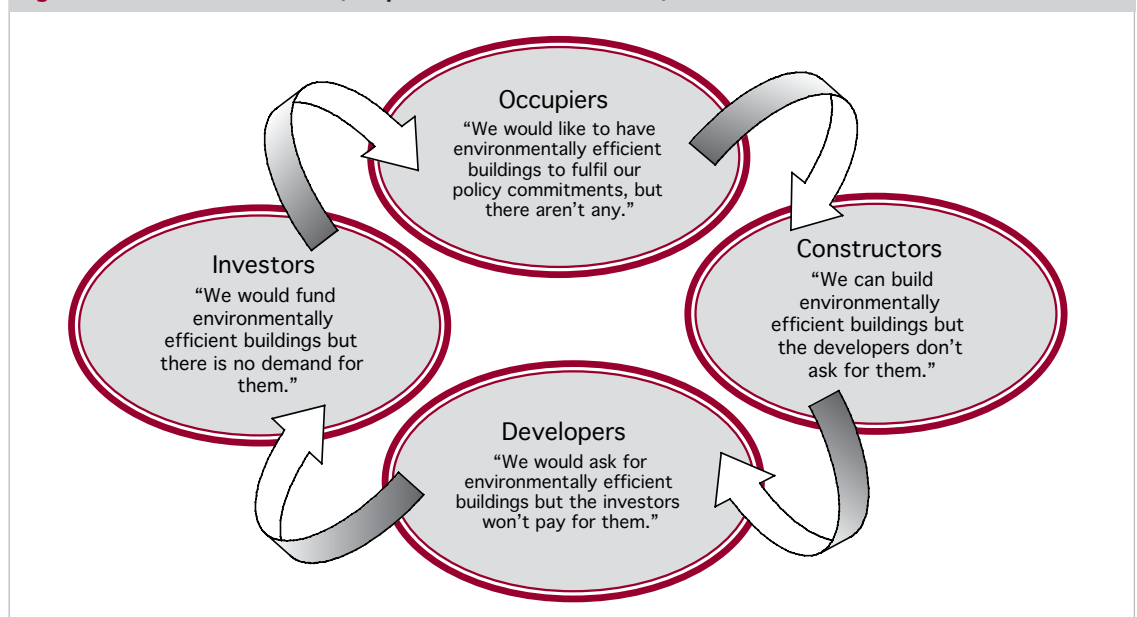 Occupiers
“We would like to have
environmentally efficient
buildings to fulfil our
policy commitments, but
there aren’t any.”
Constructors
“We can build
environmentally
efficient buildings but
the developers don’t
ask for them.”
Developers
“We would ask for
environmentally efficient
buildings but the investors
won’t pay for them.”
Investors
“We would fund
environmentally
efficient buildings but
there is no demand for
them.”